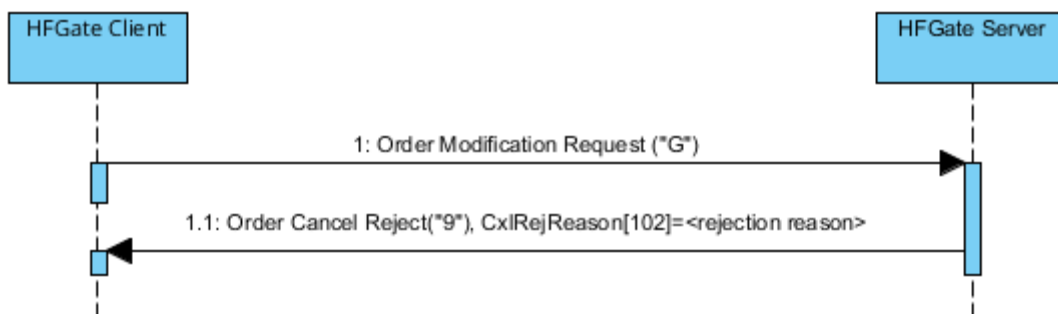 HFGate Client
HFGate Server
1: Order Modification Request ("G")
1.1: Order Cancel Reject("9"), CxlRejReason[102]=<rejection reason>